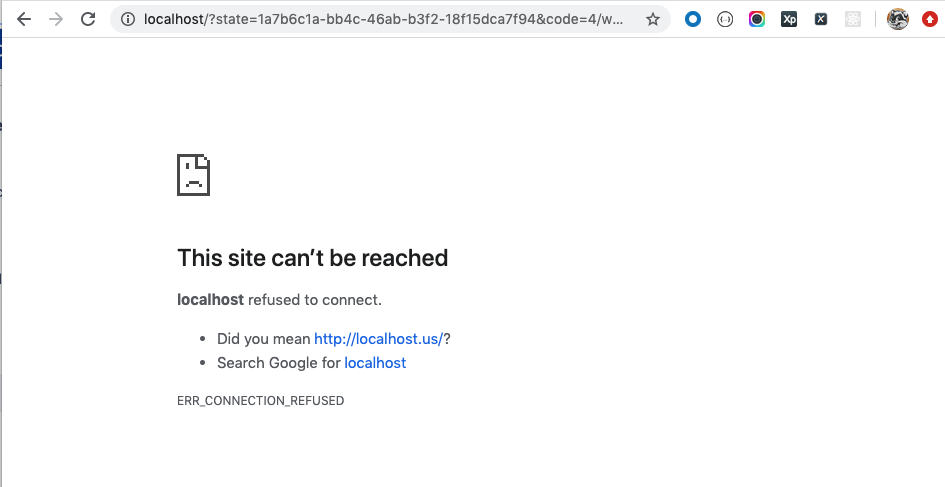 localhost/?state=1a7b6c1a-bb4c-46ab-b3f2-18f15dca7f94&code=4/w...
Xp
X
This site can’t be reached
localhost refused to connect.
• Did you mean http://localhost.us/?
• Search Google for localhost
ERR_CONNECTION_REFUSED